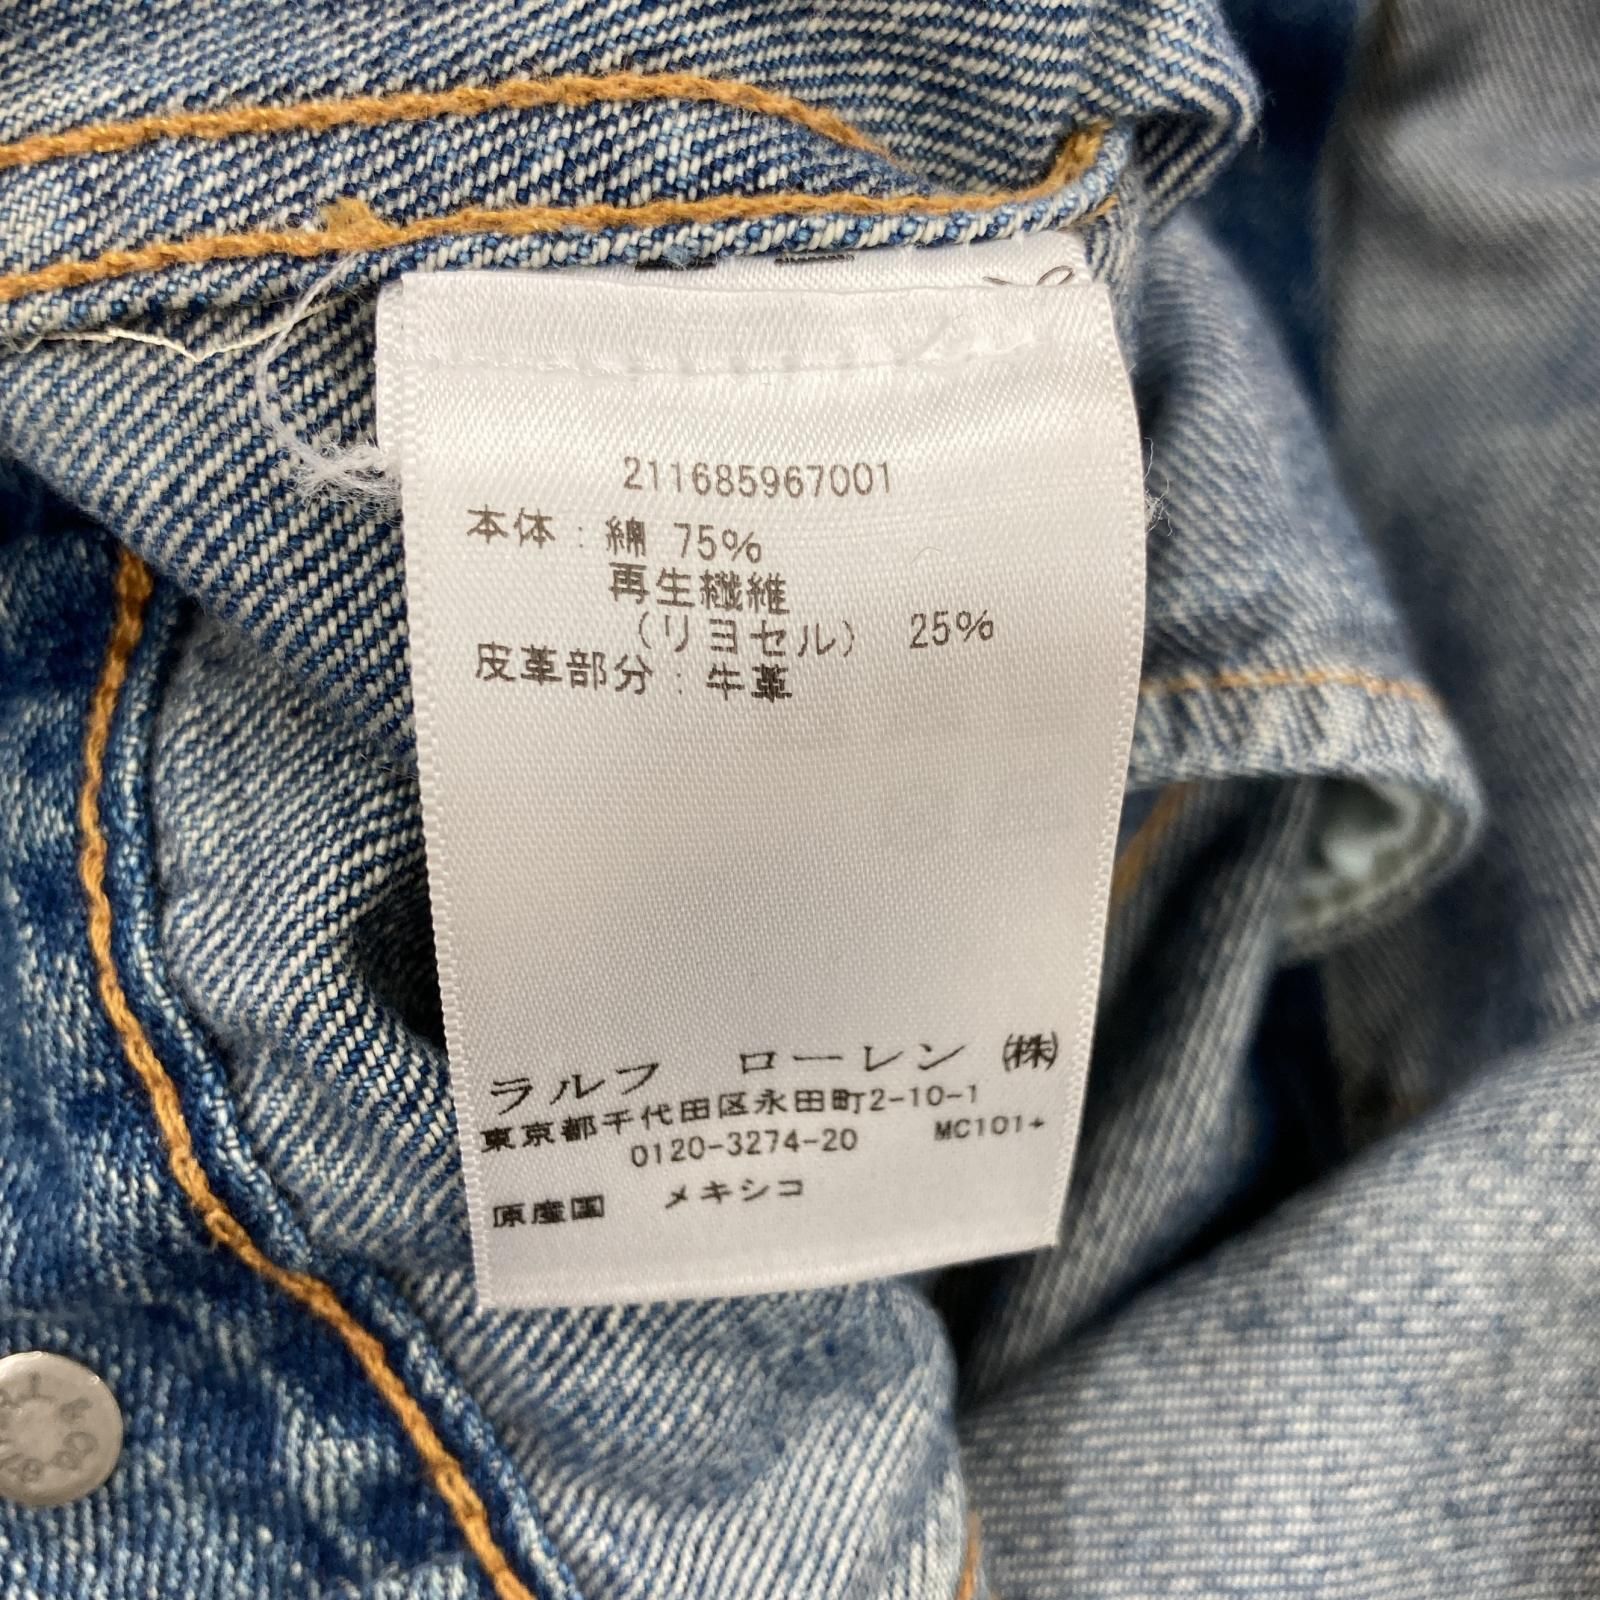 211685967001
本体:綿 75%
再生繊維
(リヨセル) 25%
皮革部分:牛革
ラルフ ローレン ㈱
東京都千代田区永田町2-10-1
0120-3274-20 MC101+
原産国 メキシコ